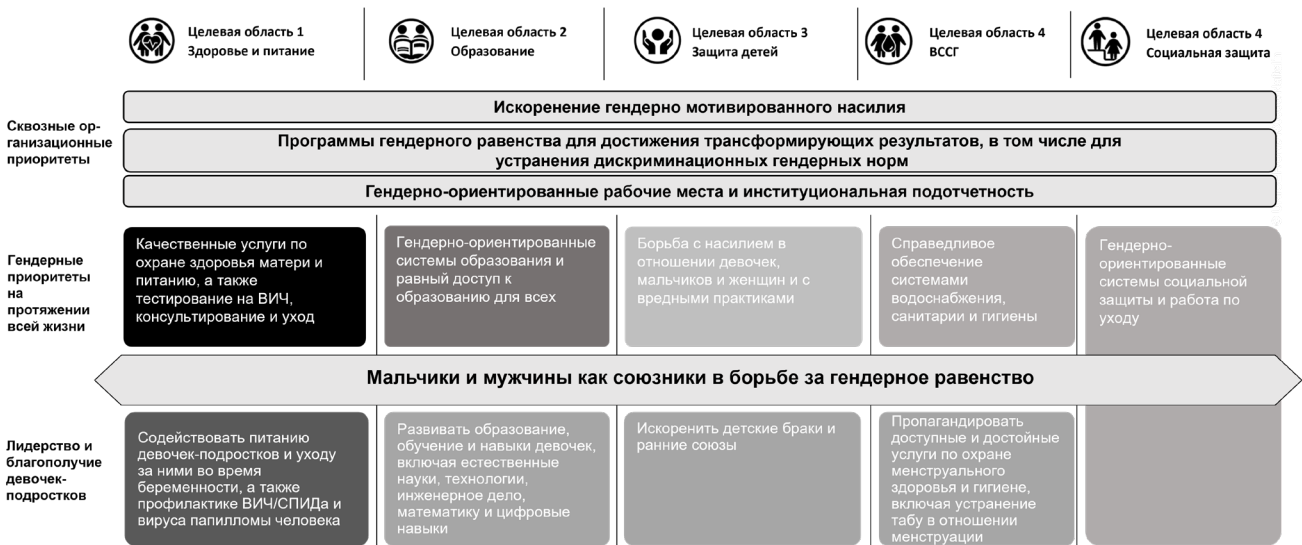 Целевая область 1
Здоровье и питание
Целевая область 2
Образование
Целевая область 3
Защита детей
Целевая область 4
ВССГ
Целевая область 4
Социальная защита
Сквозные ор-
ганизационные
приоритеты
Искоренение гендерно мотивированного насилия
Программы гендерного равенства для достижения трансформирующих результатов, в том числе для
устранения дискриминационных гендерных норм
Гендерно-ориентированные рабочие места и институциональная подотчетность
Гендерные
приоритеты
на
протяжении
всей жизни
Качественные услуги по
охране здоровья матери и
питанию, а также
тестирование на ВИЧ,
консультирование и уход
Гендерно-ориентированные
системы образования и
равный доступ к
образованию для всех
Борьба с насилием в
отношении девочек,
мальчиков и женщин и с
вредными практиками
Справедливое
обеспечение
системами
водоснабжения,
санитарии и гигиены
Гендерно-
ориентированные
системы социальной
защиты и работа по
уходу
Мальчики и мужчины как союзники в борьбе за гендерное равенство
Лидерство и
благополучие
девочек-
подростков
Содействовать питанию
девочек-подростков и уходу
за ними во время
беременности, а также
профилактике ВИЧ/СПИДа и
вируса папилломы человека
Развивать образование,
обучение и навыки девочек,
включая естественные
науки, технологии,
инженерное дело,
математику и цифровые
навыки
Искоренить детские браки и
ранние союзы
Пропагандировать
доступные и достойные
услуги по охране
менструального
здоровья и гигиене,
включая устранение
табу в отношении
менструации